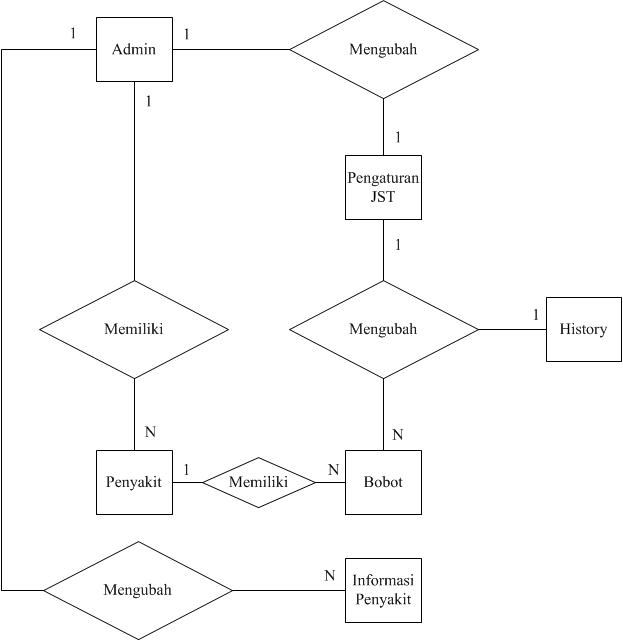 1
Admin
1
Mengubah
1
1
Pengaturan
JST
1
Memiliki
Mengubah
1
History
N
N
Penyakit
1
Memiliki
N
Bobot
Mengubah
N
Informasi
Penyakit